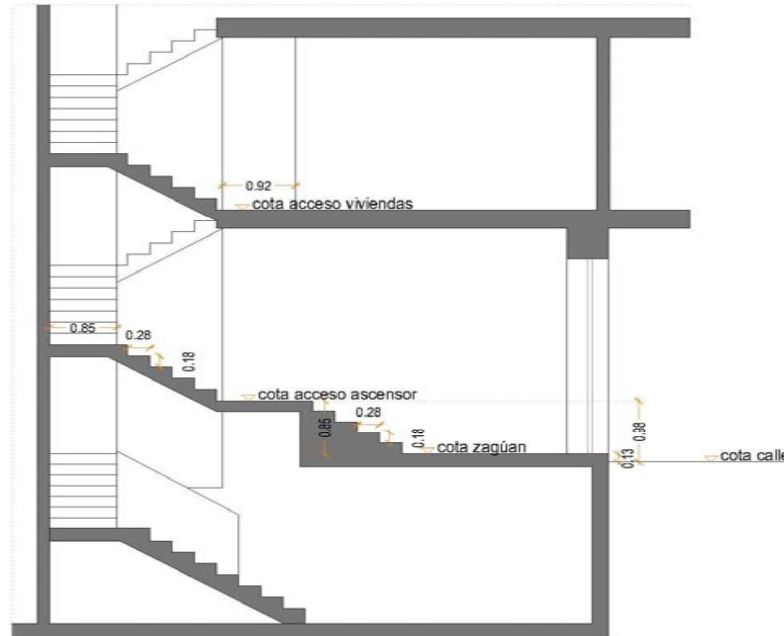 0.92
cota acceso viviendas
0.85
0.28
0.18
cota acceso ascensor
0.28
0.85
0.18
cota zagúan
0.98
0.13
cota calle